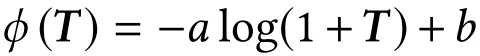 ϕ (T) = −a log(1 + T) + b